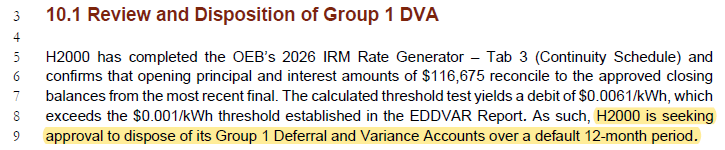 3 10.1 Review and Disposition of Group 1 DVA
4
5 H2000 has completed the OEB's 2026 IRM Rate Generator – Tab 3 (Continuity Schedule) and
6 confirms that opening principal and interest amounts of $116,675 reconcile to the approved closing
7 balances from the most recent final. The calculated threshold test yields a debit of $0.0061/kWh, which
8 exceeds the $0.001/kWh threshold established in the EDDVAR Report. As such, H2000 is seeking
9 approval to dispose of its Group 1 Deferral and Variance Accounts over a default 12-month period.